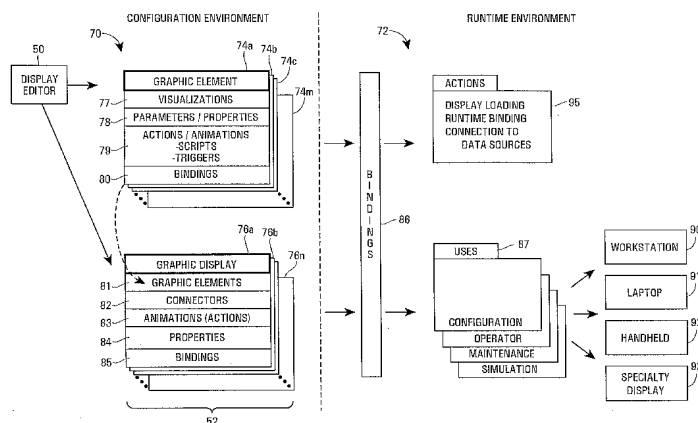 CONFIGURATION ENVIRONMENT
RUNTIME ENVIRONMENT
70
72
50
DISPLAY
EDITOR
74a
74b
74c
74m
GRAPHIC ELEMENT
77
VISUALIZATIONS
78
PARAMETERS / PROPERTIES
79
ACTIONS / ANIMATIONS
-SCRIPTS
-TRIGGERS
80
BINDINGS
76a
76b
76n
GRAPHIC DISPLAY
81
GRAPHIC ELEMENTS
82
CONNECTORS
83
ANIMATIONS (ACTIONS)
84
PROPERTIES
85
BINDINGS
52
BINDINGS
86
ACTIONS
95
DISPLAY LOADING
RUNTIME BINDING
CONNECTION TO
DATA SOURCES
USES
87
CONFIGURATION
OPERATOR
MAINTENANCE
SIMULATION
WORKSTATION
LAPTOP
HANDHELD
SPECIALTY
DISPLAY